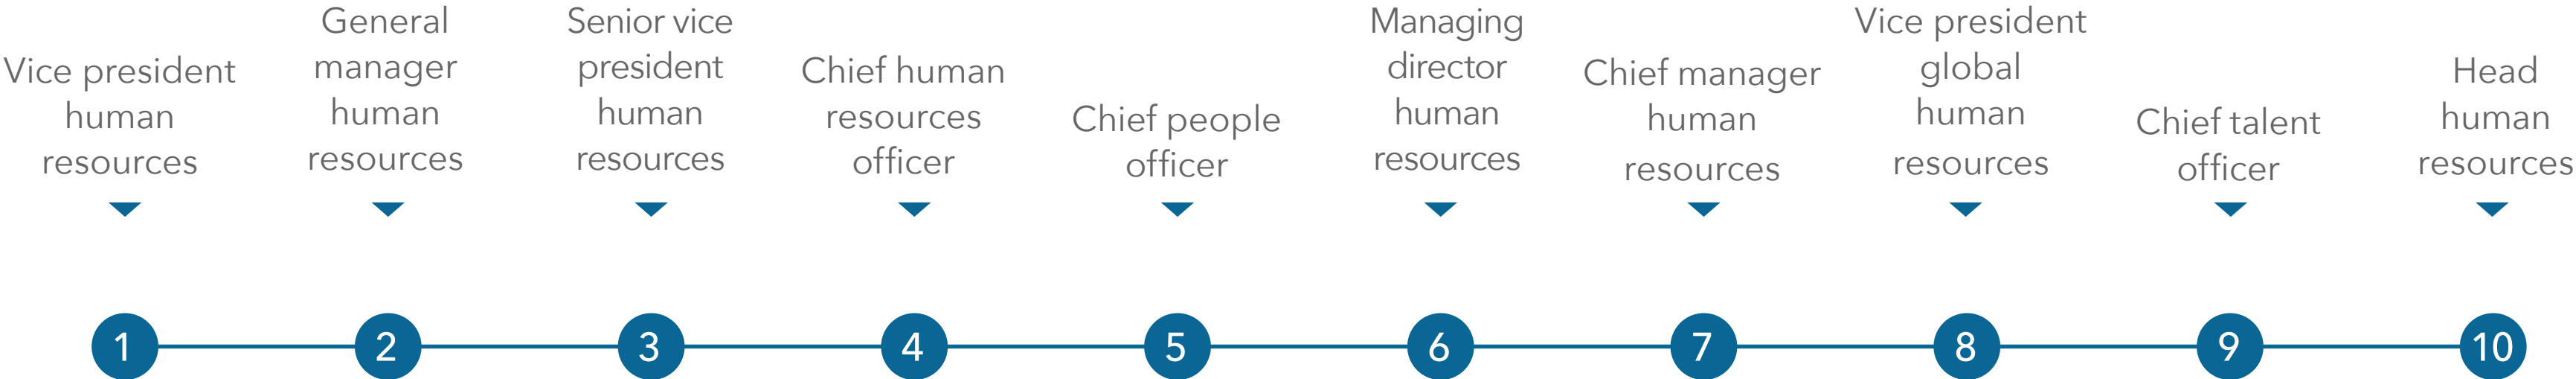 Vice president
human
resources
General
manager
human
resources
Senior vice
president
human
resources
Chief human
resources
officer
Chief people
officer
Managing
director
human
resources
Chief manager
human
resources
Vice president
global
human
resources
Chief talent
officer
Head
human
resources
1
2
3
4
5
6
7
8
9
10